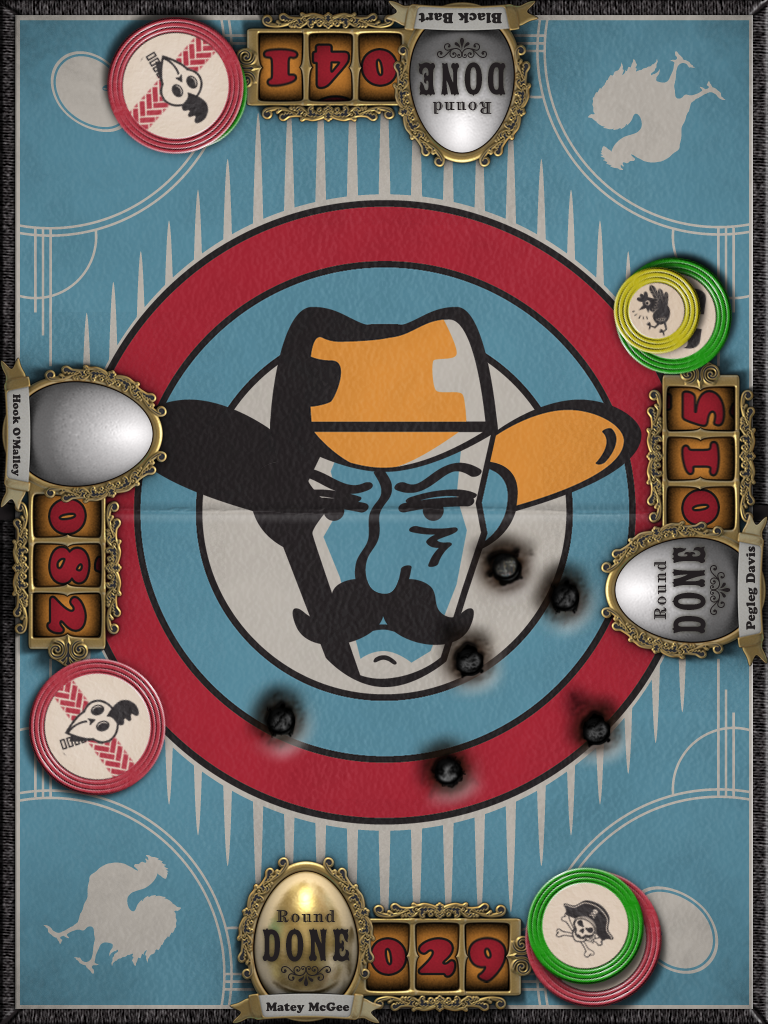 Black Bart
Round
DONE
041
Hook O'Malley
082
015
Round
DONE
Pegleg Davis
Round
DONE
029
Matey McGee